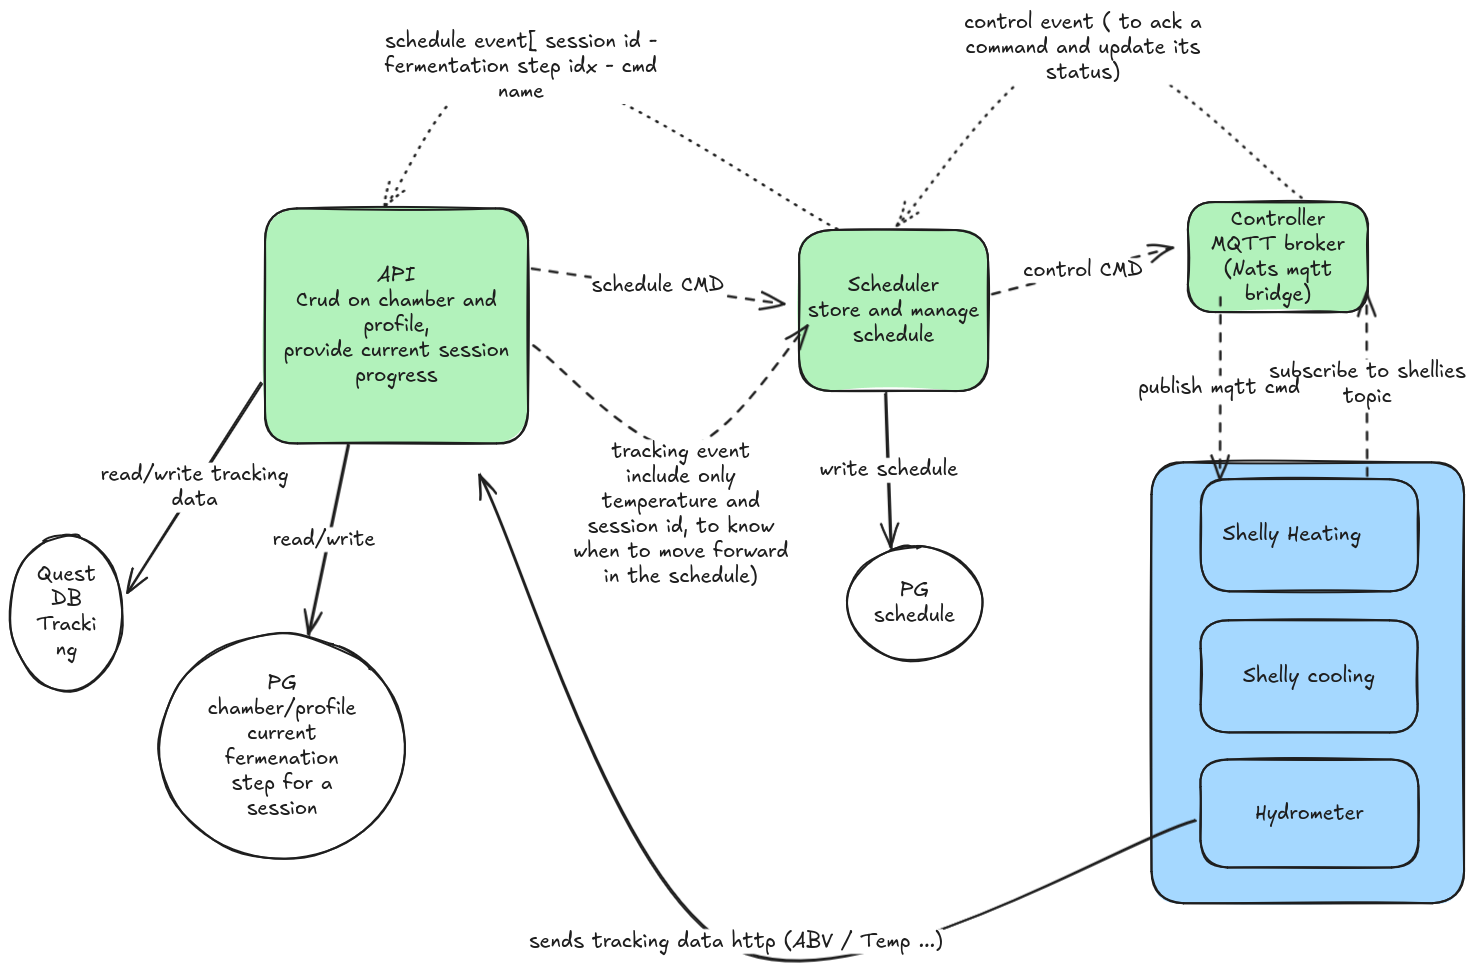 schedule event[ session id -
fermentation step idx - cmd
name
control event ( to ack a
command and update its
status)
API
Crud on chamber and
profile,
provide current session
progress
schedule CMD
Scheduler
store and manage
schedule
control CMD
Controller
MQTT broker
(Nats mqtt
bridge)
publish mqtt cmd
subscribe to shellies
topic
read/write tracking
data
read/write
tracking event
include only
temperature and
session id, to know
when to move forward
in the schedule)
write schedule
Quest
DB
Tracki
ng
PG
chamber/profile
current
fermenation
step for a
session
PG
schedule
Shelly Heating
Shelly cooling
Hydrometer
sends tracking data http (ABV / Temp ...)